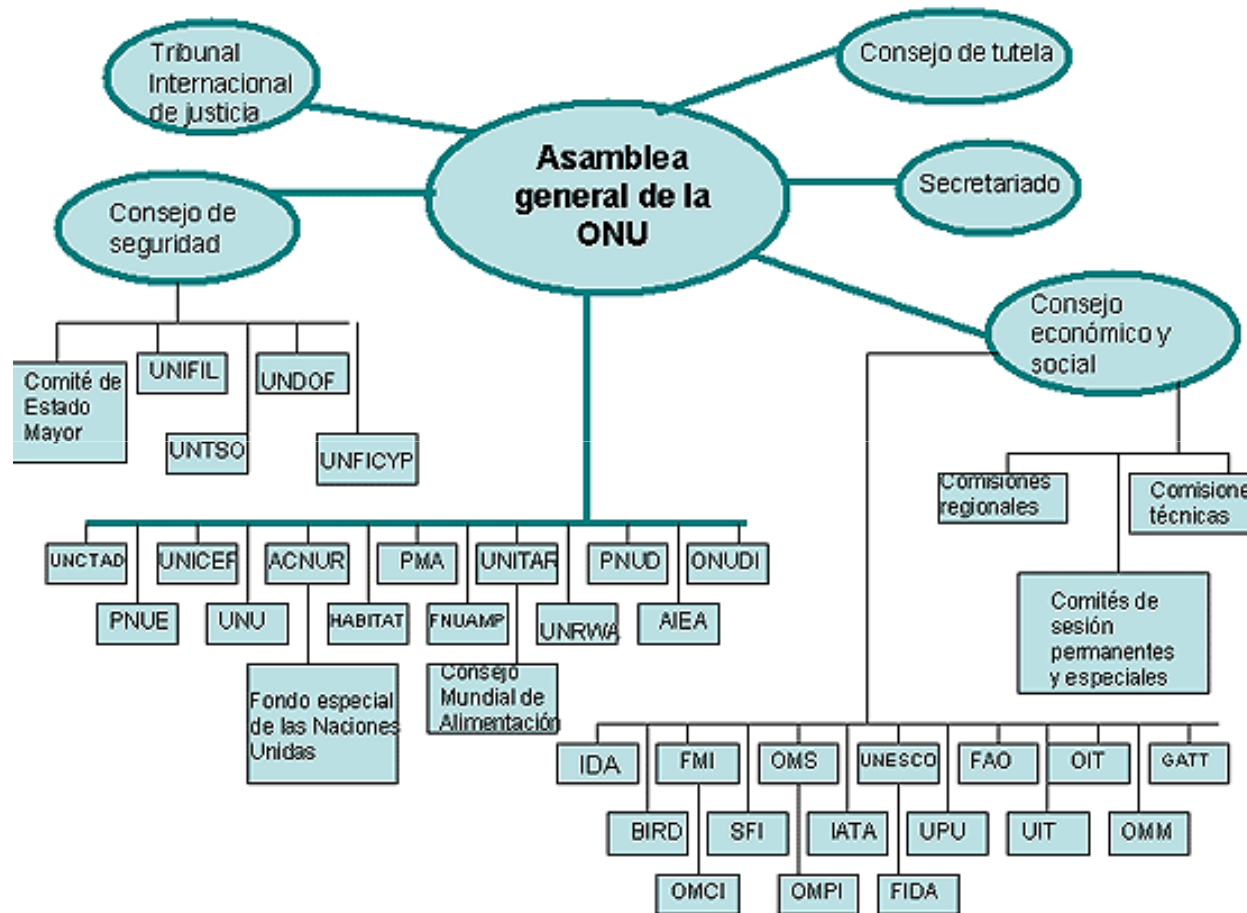 Tribunal
Internacional
de justicia
Consejo de tutela
Asamblea
general de la
ONU
Secretariado
Consejo de
seguridad
Consejo
económico y
social
Comité de
Estado
Mayor
UNIFIL
UNDOF
UNTSO
UNFICYP
Comisiones
regionales
Comisione
técnicas
Comités de
sesión
permanentes
y especiales
UNCTAD
UNICEF
ACNUR
PMA
UNITAR
PNUD
ONUDI
PNUE
UNU
HABITAT
FNUAMP
UNRWA
AIEA
Fondo especial
de las Naciones
Unidas
Consejo
Mundial de
Alimentación
IDA
FMI
OMS
UNESCO
FAO
OIT
GATT
BIRD
SFI
IATA
UPU
UIT
OMM
OMCI
OMPI
FIDA